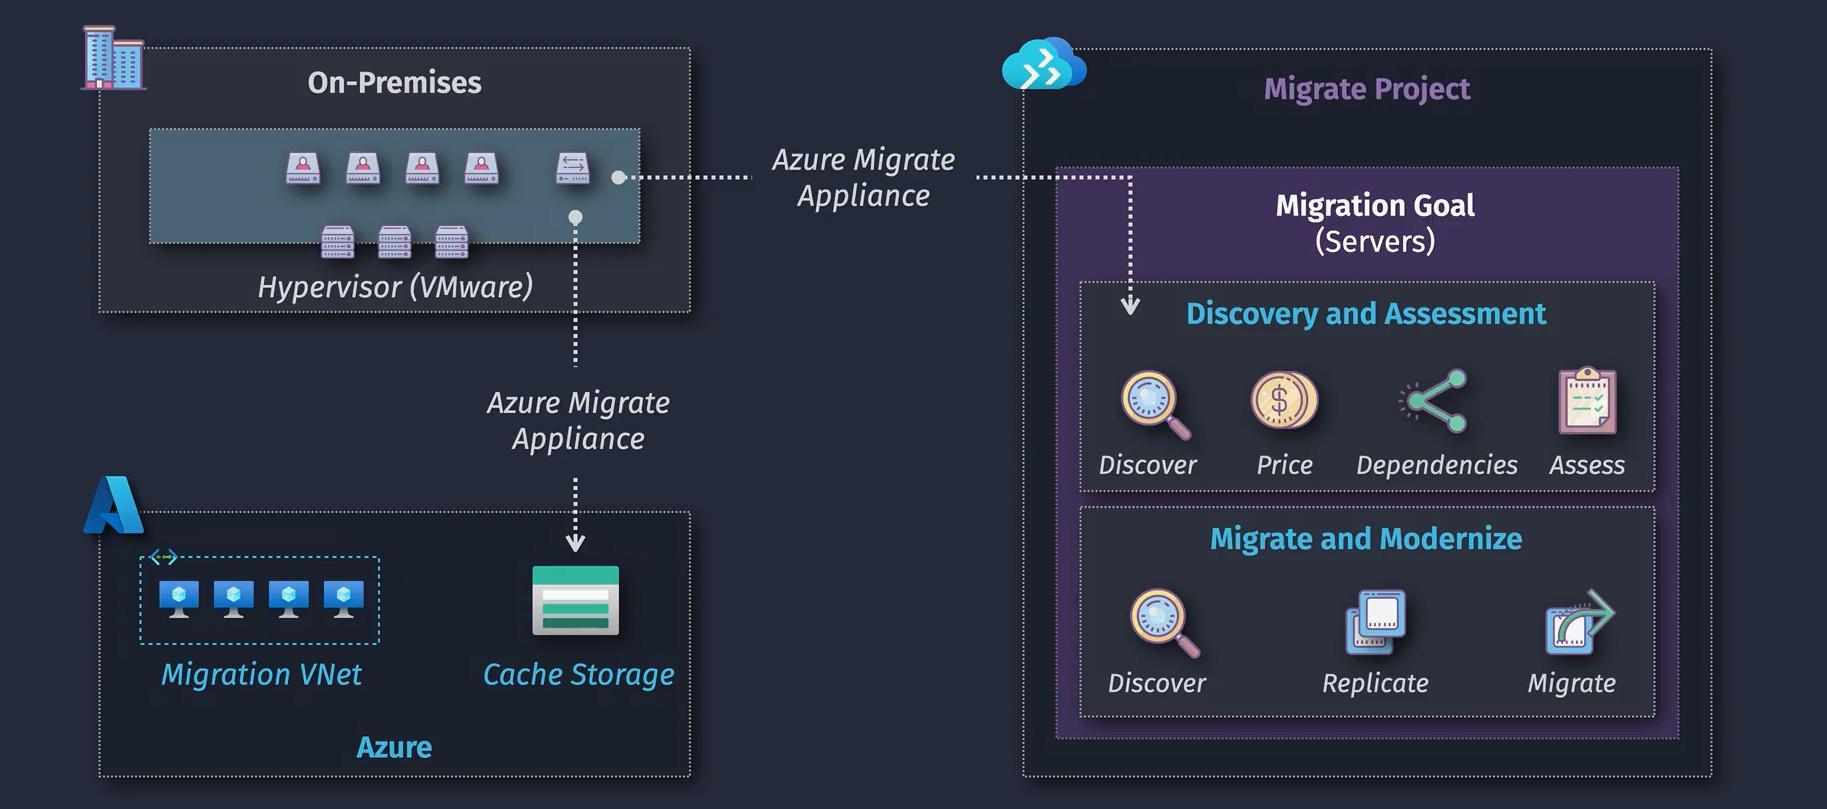 On-Premises
Hypervisor (VMware)
Azure Migrate
Appliance
Azure Migrate
Appliance
Migration VNet
Cache Storage
Azure
Migrate Project
Migration Goal
(Servers)
Discovery and Assessment
Discover
Price
Dependencies
Assess
Migrate and Modernize
Discover
Replicate
Migrate